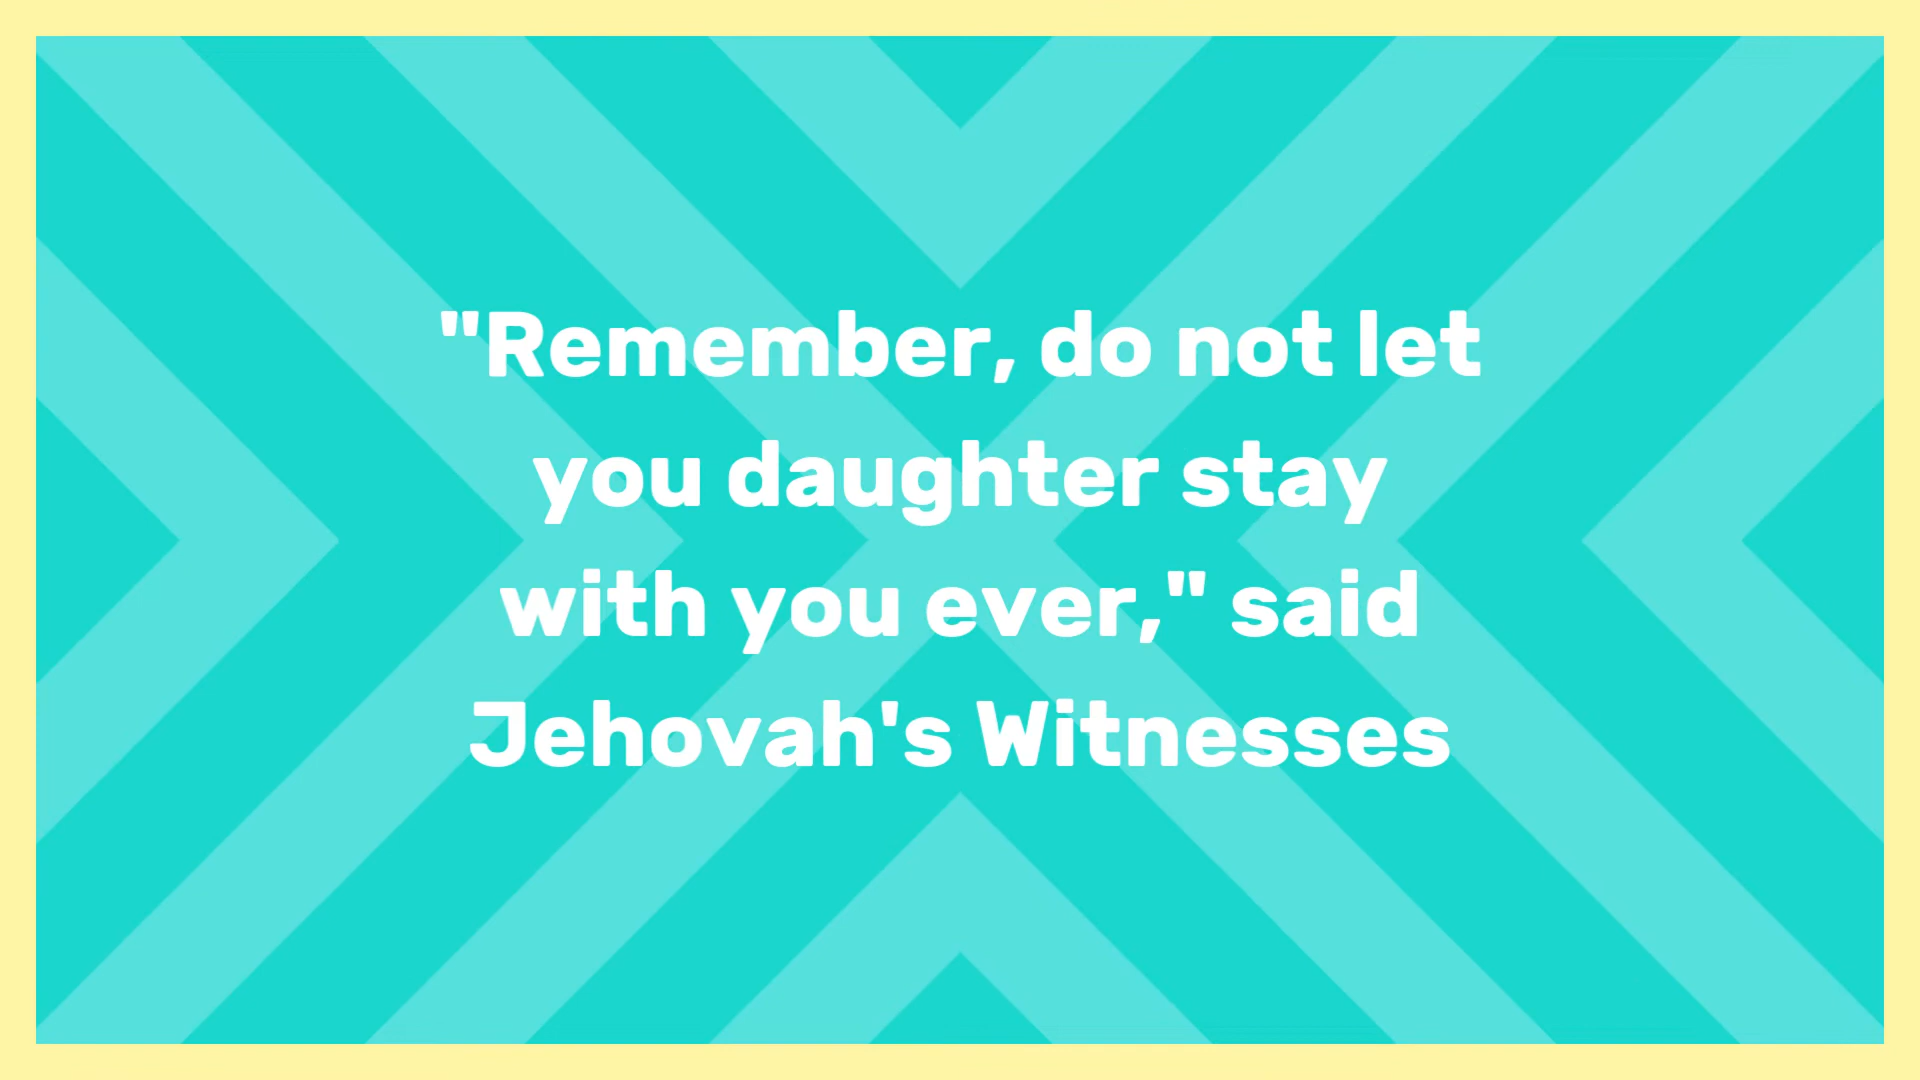 "Remember, do not let
you daughter stay
with you ever," said
Jehovah's Witnesses